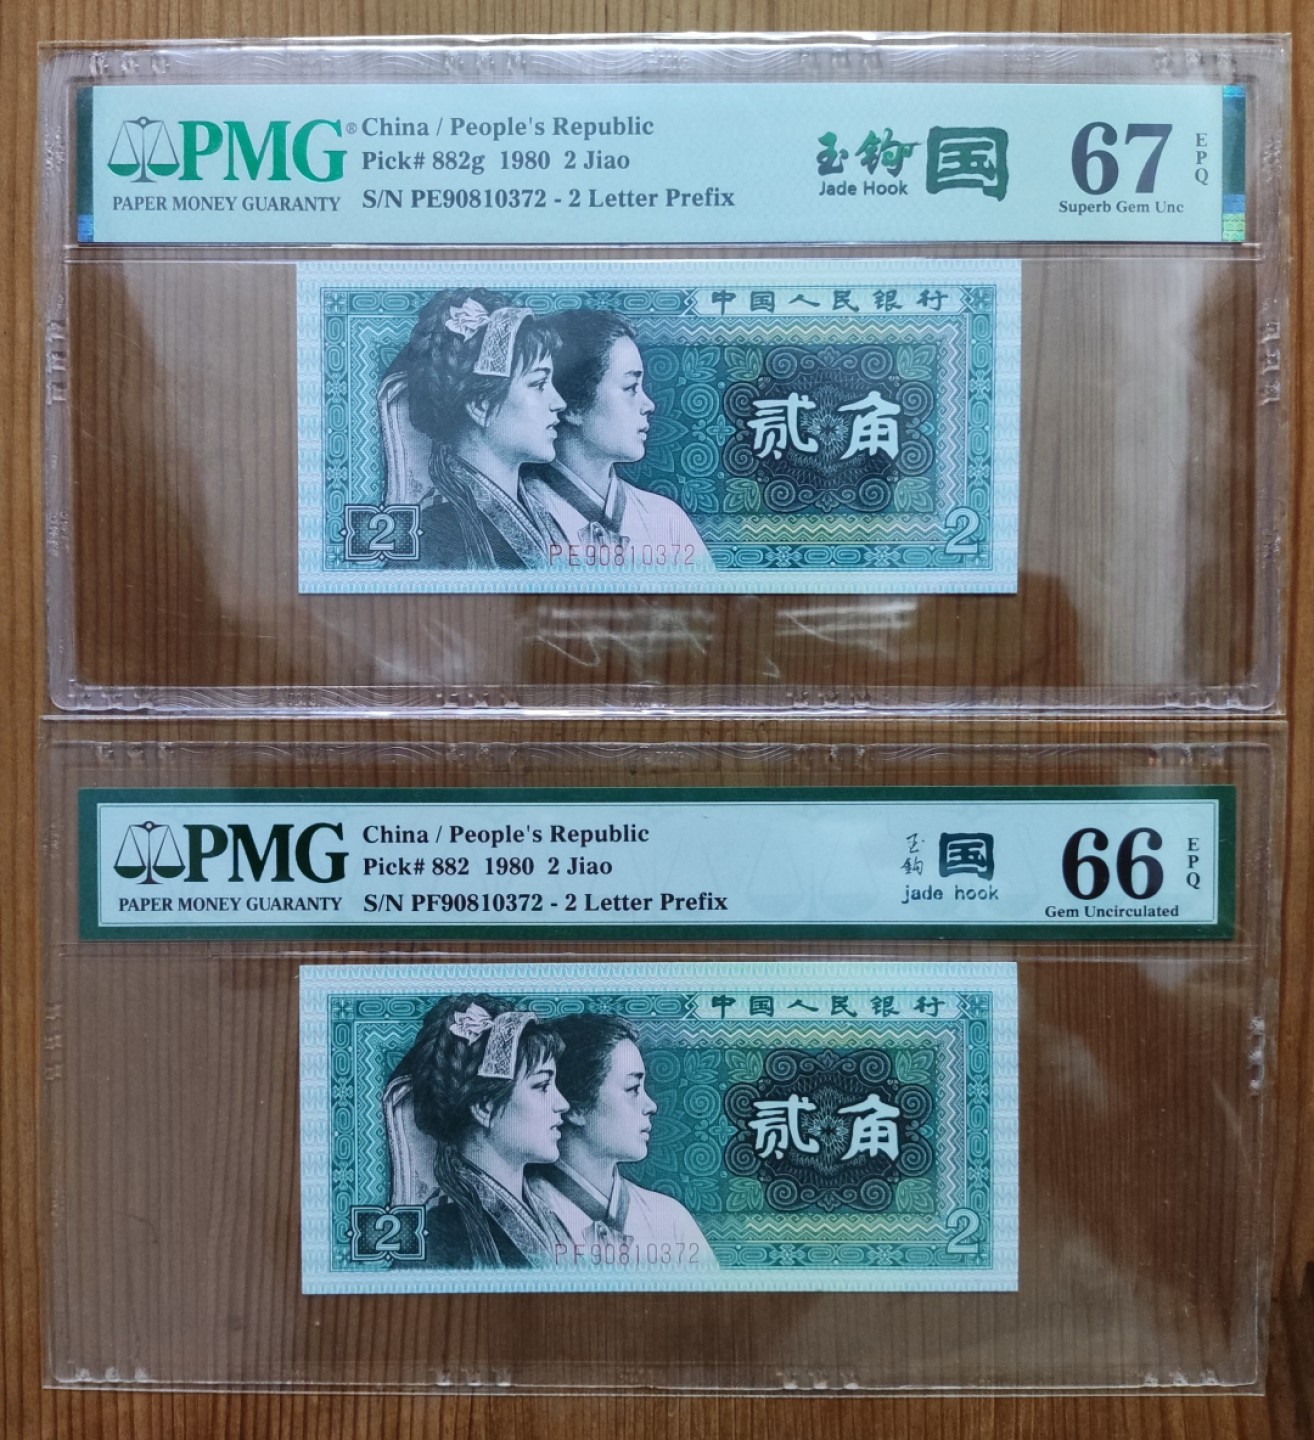 PMG®
PAPER MONEY GUARANTY
China / People's Republic
Pick# 882g 1980 2 Jiao
S/N PE90810372 - 2 Letter Prefix
玉钩 国
Jade Hook
67
EPQ
Superb Gem Unc
中国人民银行
贰角
2
2
PE90810372
PMG
PAPER MONEY GUARANTY
China / People's Republic
Pick# 882 1980 2 Jiao
S/N PF90810372 - 2 Letter Prefix
玉钩 国
jade hook
66
EPQ
Gem Uncirculated
中国人民银行
贰角
2
2
PF90810372